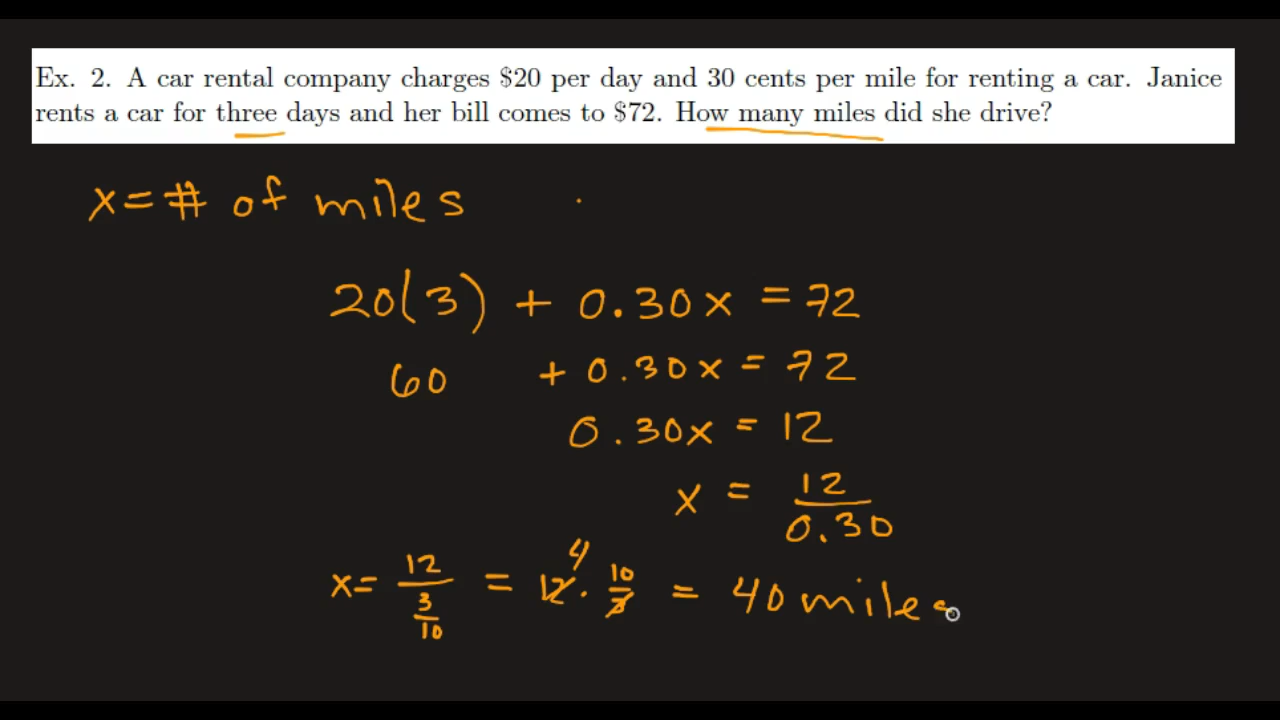 Ex. 2. A car rental company charges $20 per day and 30 cents per mile for renting a car. Janice
rents a car for three days and her bill comes to $72. How many miles did she drive?
x = # of miles
20(3) + 0.30x = 72
60 + 0.30x = 72
0.30x = 12
x = 12/0.30
x = 12/(3/10) = 12 4 · 10/3 = 40 miles